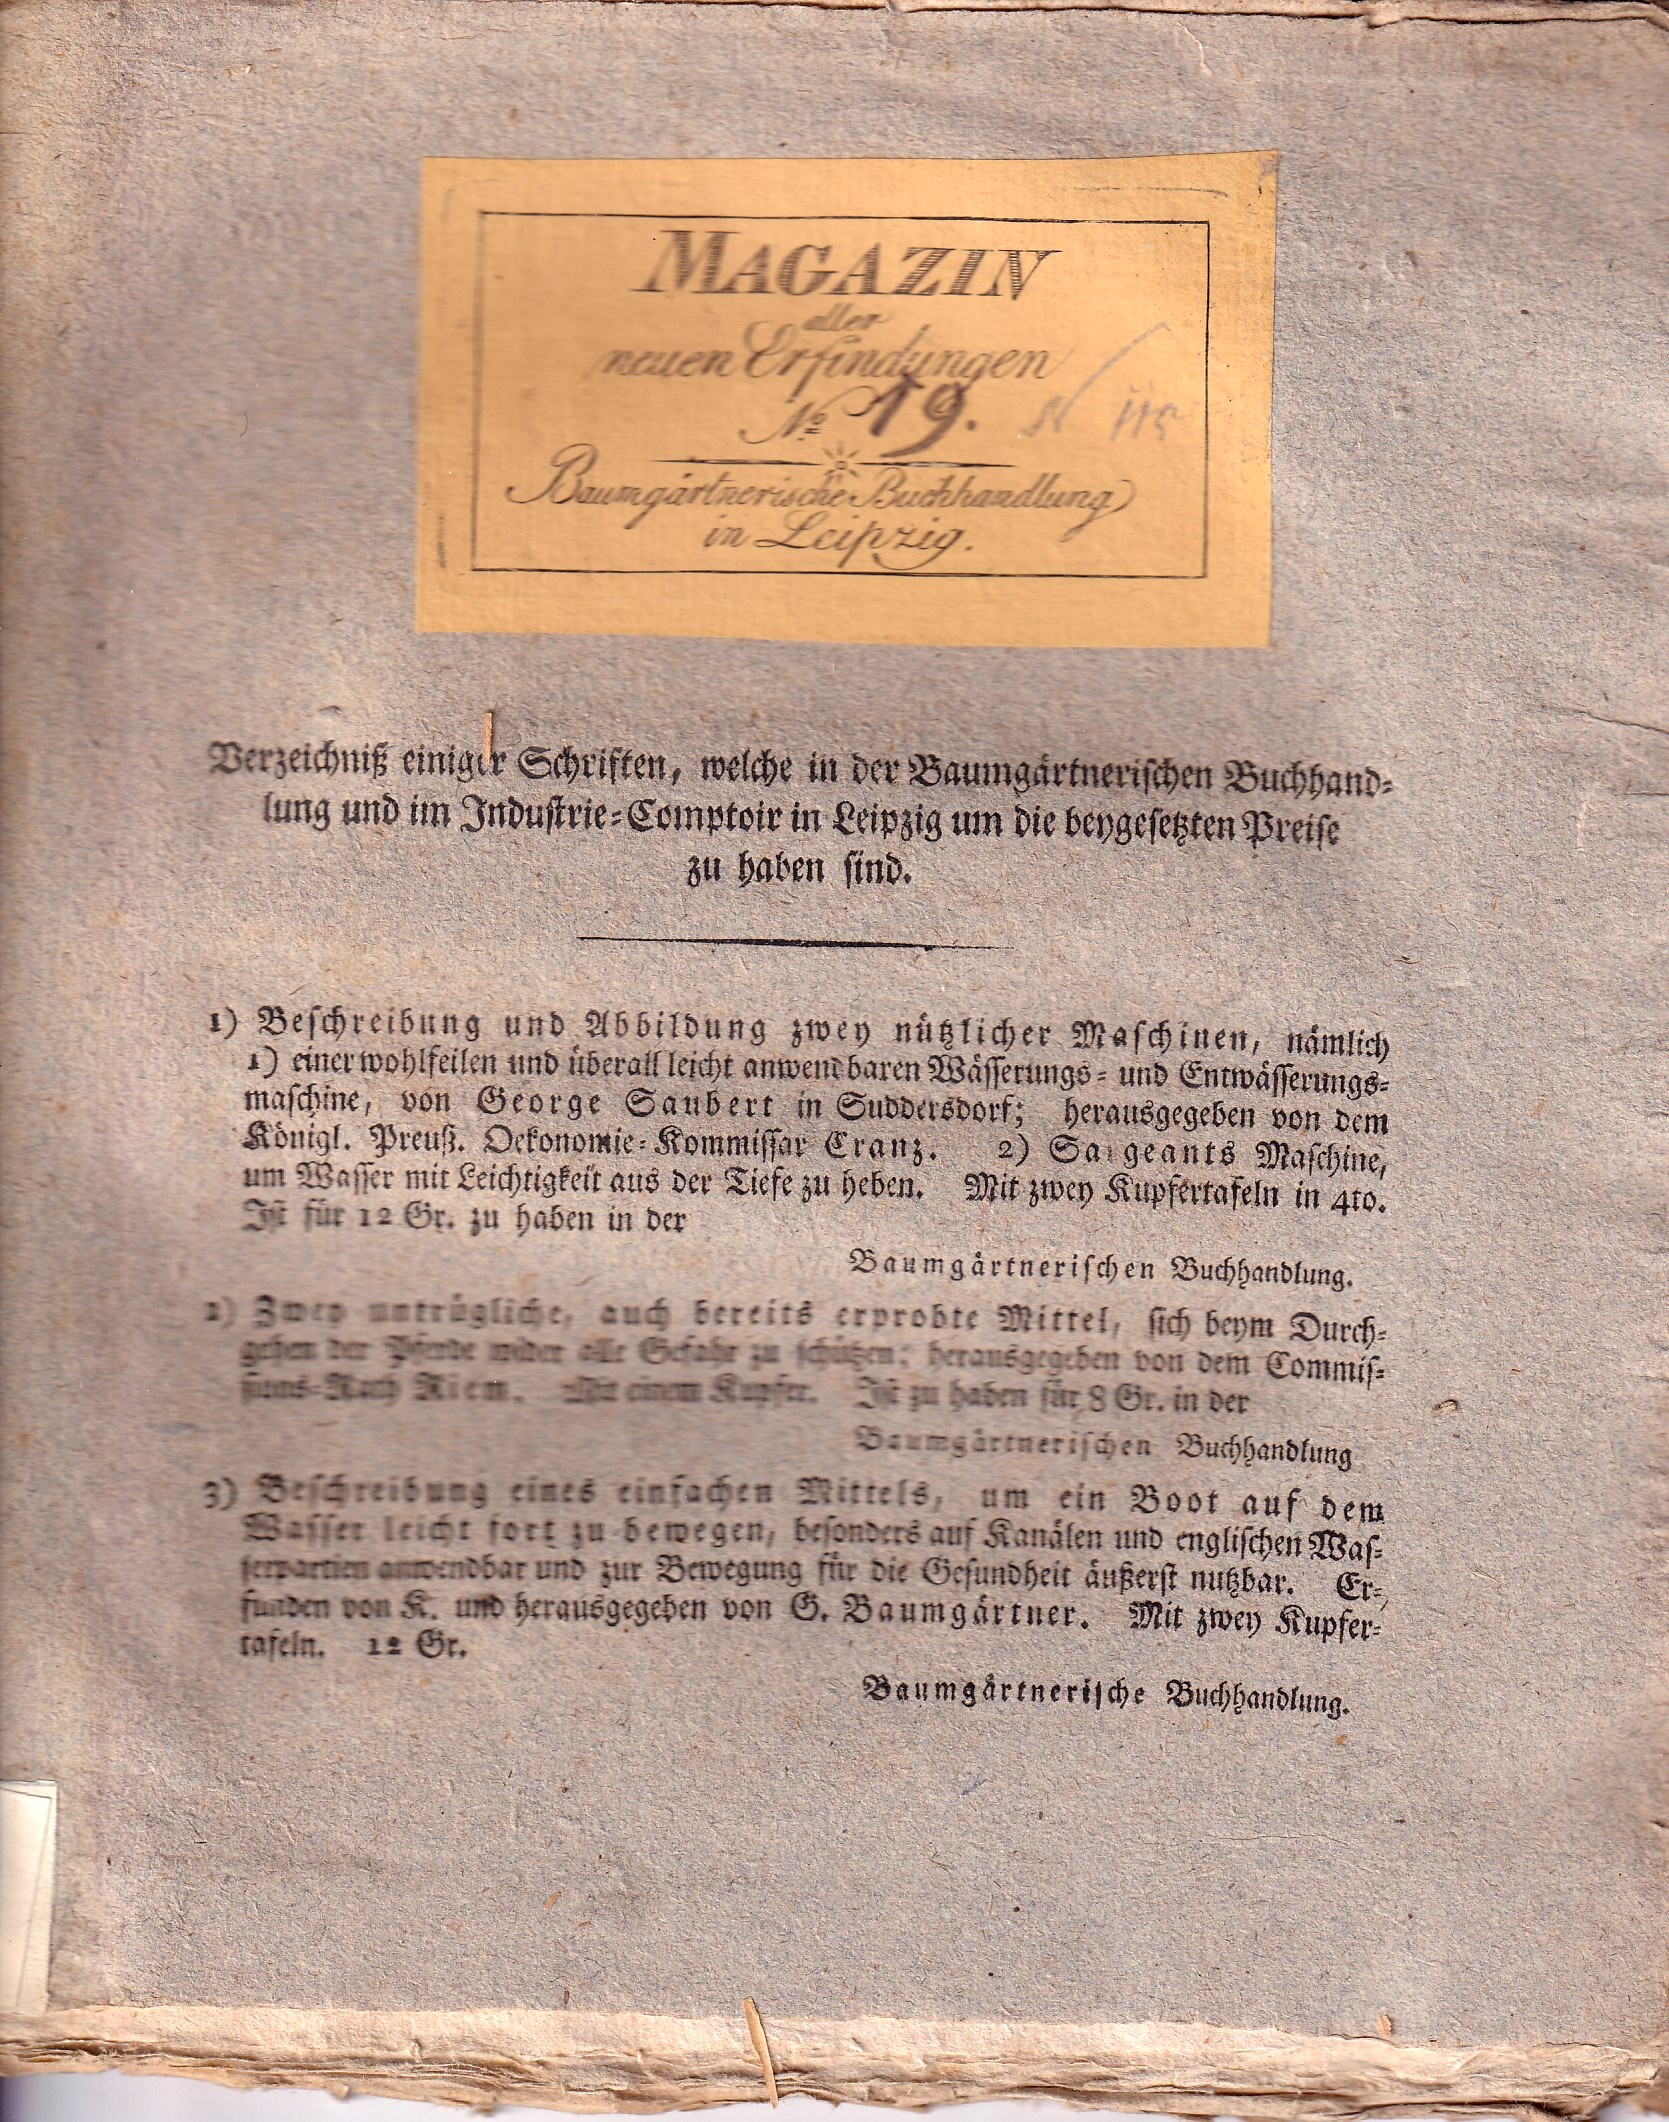 MAGAZIN
aller
neuen Erfindungen
No 19.
Baumgärtnerische Buchhandlung
in Leipzig.
Verzeichniß einiger Schriften, welche in der Baumgärtnerischen Buchhand-
lung und im Industrie-Comptoir in Leipzig um die beygesetzten Preise
zu haben sind.
1) Beschreibung und Abbildung zwey nützlicher Maschinen, nämlich
1) einer wohlfeilen und überall leicht anwendbaren Wässerungs- und Entwässerungs-
maschine, von George Saubert in Suddersdorf; herausgegeben von dem
Königl. Preuß. Oekonomie-Kommissar Cranz. 2) Sargeants Maschine,
um Wasser mit Leichtigkeit aus der Tiefe zu heben. Mit zwey Kupfertafeln in 4to.
Ist für 12 Gr. zu haben in der
Baumgärtnerischen Buchhandlung.
2) Zwey untrügliche, auch bereits erprobte Mittel, sich beym Durch-
gehen der Pferde wider alle Gefahr zu schützen; herausgegeben von dem Commis-
sions-Rath Riem. Mit einem Kupfer. Ist zu haben für 8 Gr. in der
Baumgärtnerischen Buchhandlung
3) Beschreibung eines einfachen Mittels, um ein Boot auf dem
Wasser leicht fort zu bewegen, besonders auf Kanälen und englischen Was-
serpartien anwendbar und zur Bewegung für die Gesundheit äußerst nutzbar. Er-
funden von K. und herausgegeben von G. Baumgärtner. Mit zwey Kupfer-
tafeln. 12 Gr.
Baumgärtnerische Buchhandlung.